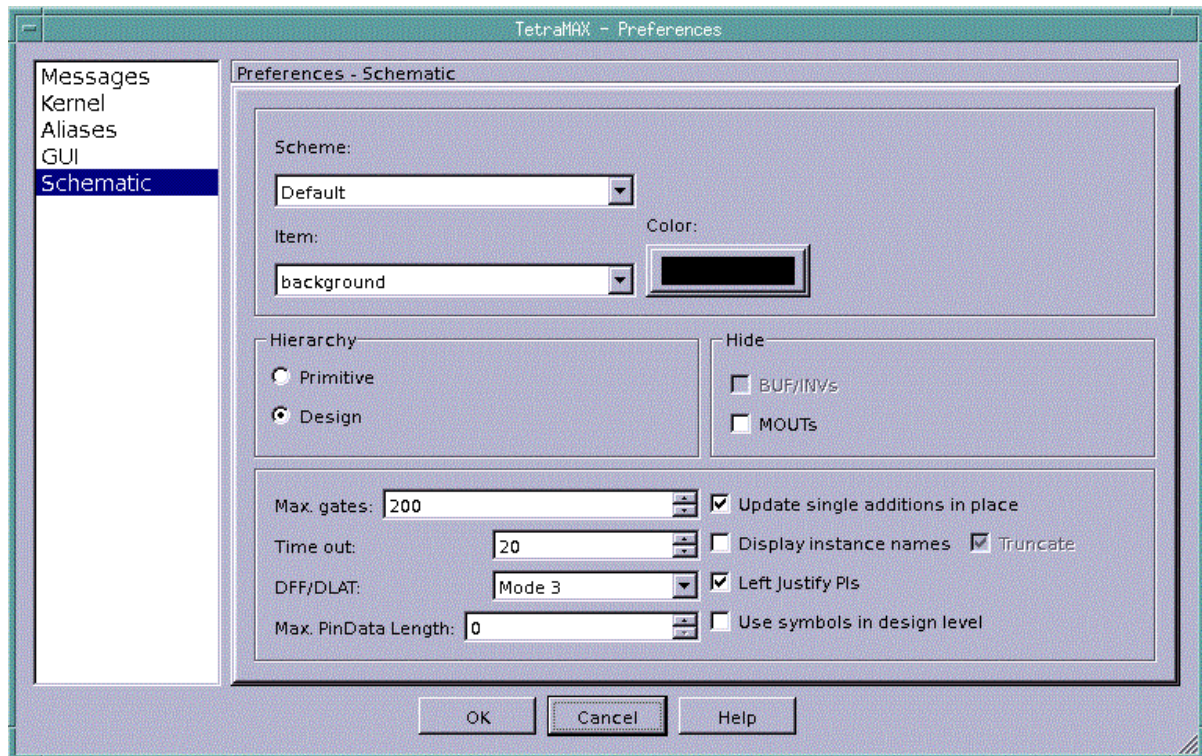 TetraMAX - Preferences
Messages
Kernel
Aliases
GUI
Schematic
Preferences - Schematic
Scheme:
Default
Item:
Color:
background
Hierarchy
Primitive
Design
Hide
BUF/INVs
MOUTs
Max. gates: 200
Time out: 20
DFF/DLAT: Mode 3
Max. PinData Length: 0
Update single additions in place
Display instance names Truncate
Left Justify PIs
Use symbols in design level
OK Cancel Help